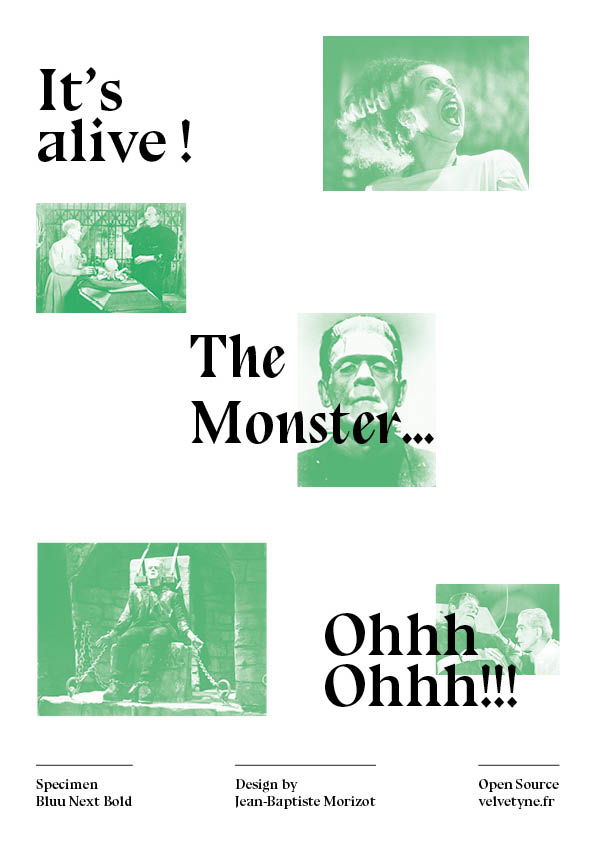 It’s
alive !
The
Monster...
Ohhh
Ohhh!!!
Specimen
Bluu Next Bold
Design by
Jean-Baptiste Morizot
Open Source
velvetyne.fr